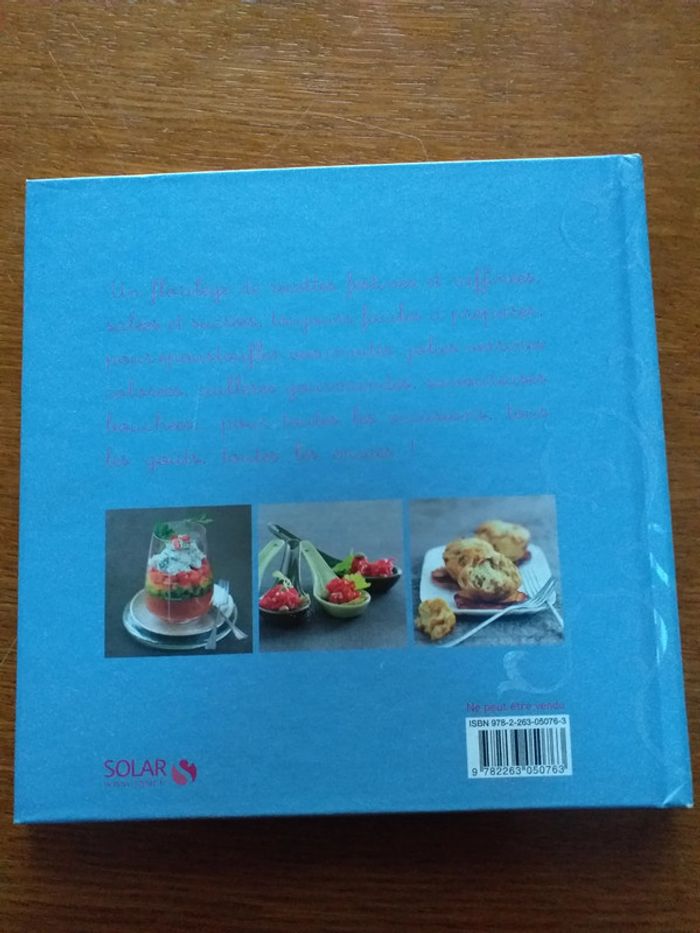 Un florilège de recettes festives et raffinées,
salées et sucrées, toujours faciles à préparer,
pour époustoufler vos invités. jolies verrines
colorées, cuillères gourmandes, savoureuses
bouchées... pour toutes les occasions, tous
les goûts, toutes les envies !
Ne peut être vendu
ISBN 978-2-263-05076-3
9 782263 050763
SOLAR